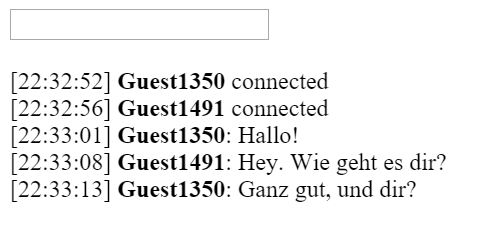 [22:32:52] Guest1350 connected
[22:32:56] Guest1491 connected
[22:33:01] Guest1350: Hallo!
[22:33:08] Guest1491: Hey. Wie geht es dir?
[22:33:13] Guest1350: Ganz gut, und dir?